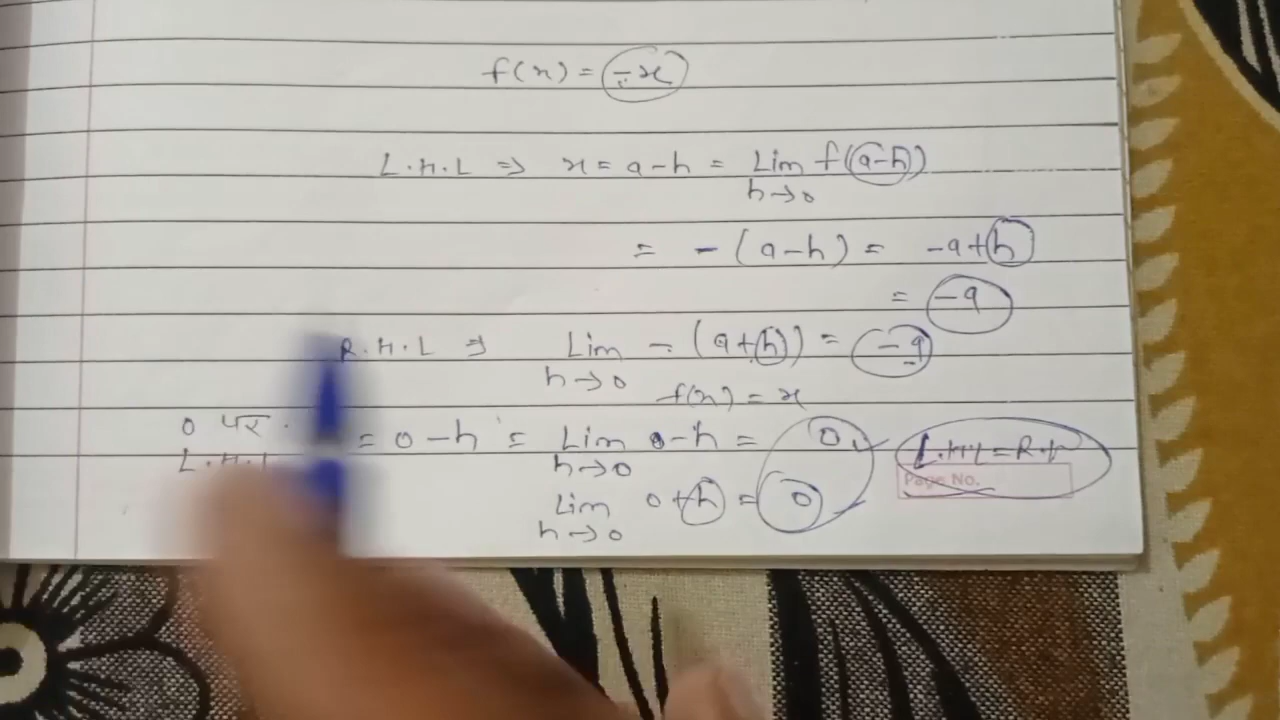 f(x) = -x
L.H.L ⇒ x = a-h = Lim f(a-h)
h→0
= -(a-h) = -a+h
= -a
R.H.L ⇒ Lim -(a+h) = -a
h→0
f(x) = x
0 पर = 0-h = Lim 0-h = 0 L.H.L = R.H
L.H.L h→0
Page No.
Lim 0+h = 0
h→0